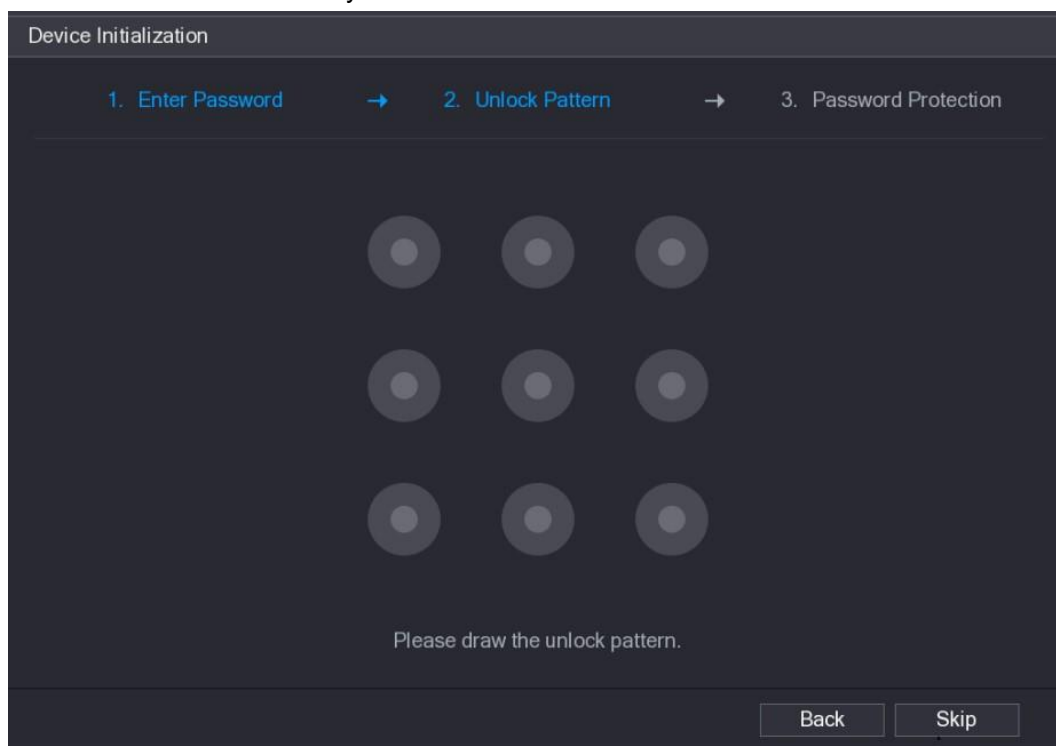 Device Initialization
1. Enter Password → 2. Unlock Pattern → 3. Password Protection
Please draw the unlock pattern.
Back Skip